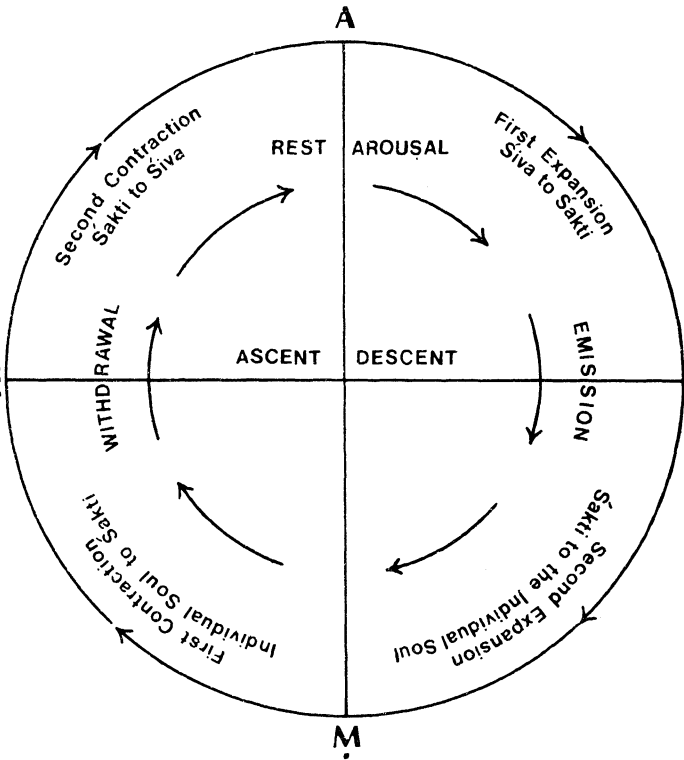 A
Second Contraction
Śakti to Śiva
REST
AROUSAL
First Expansion
Śiva to Śakti
WITHDRAWAL
ASCENT
DESCENT
EMISSION
First Contraction
Individual Soul to Śakti
Śakti to the Individual Soul
Second Expansion
Ṃ